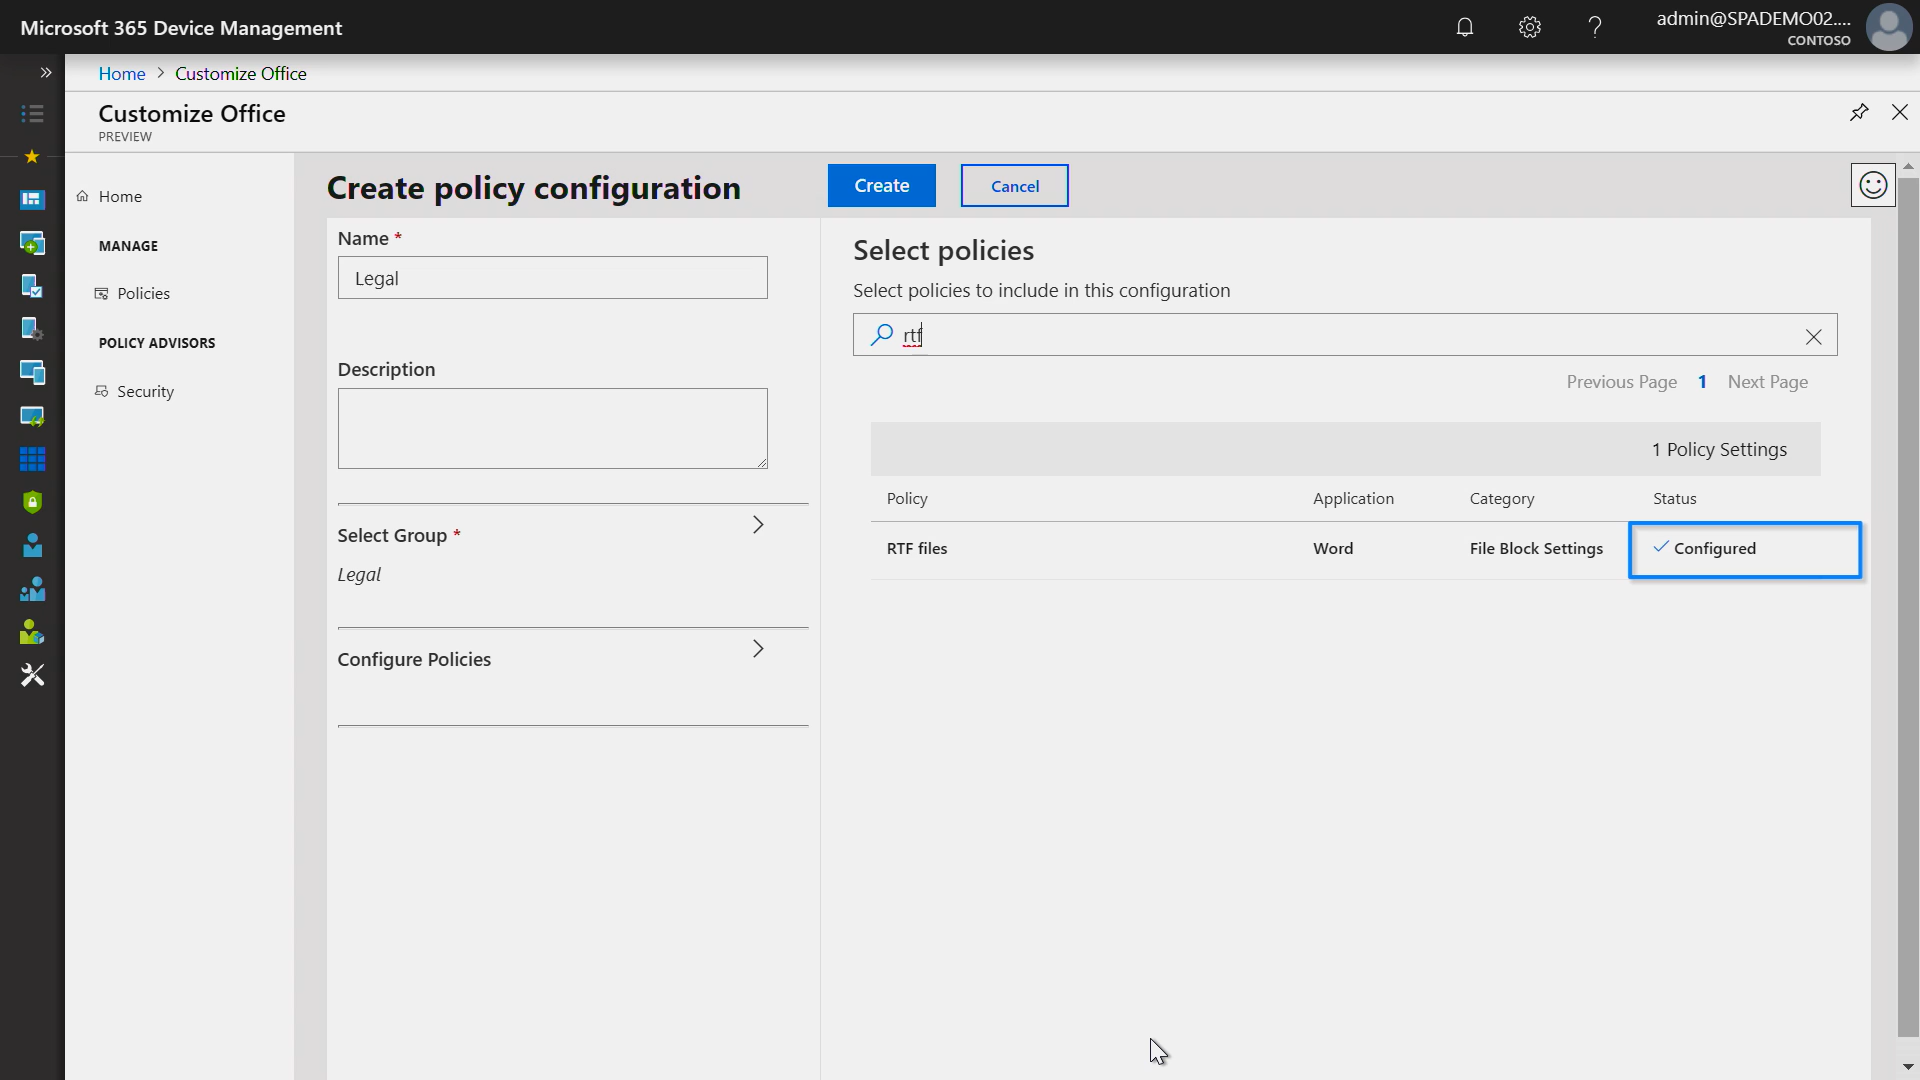 Microsoft 365 Device Management
admin@SPADEMO02....
CONTOSO
Home > Customize Office
Customize Office
PREVIEW
Home
MANAGE
Policies
POLICY ADVISORS
Security
Create policy configuration
Create
Cancel
Name *
Legal
Description
Select Group *
Legal
Configure Policies
Select policies
Select policies to include in this configuration
rtf
Previous Page 1 Next Page
1 Policy Settings
Policy Application Category Status
RTF files Word File Block Settings Configured